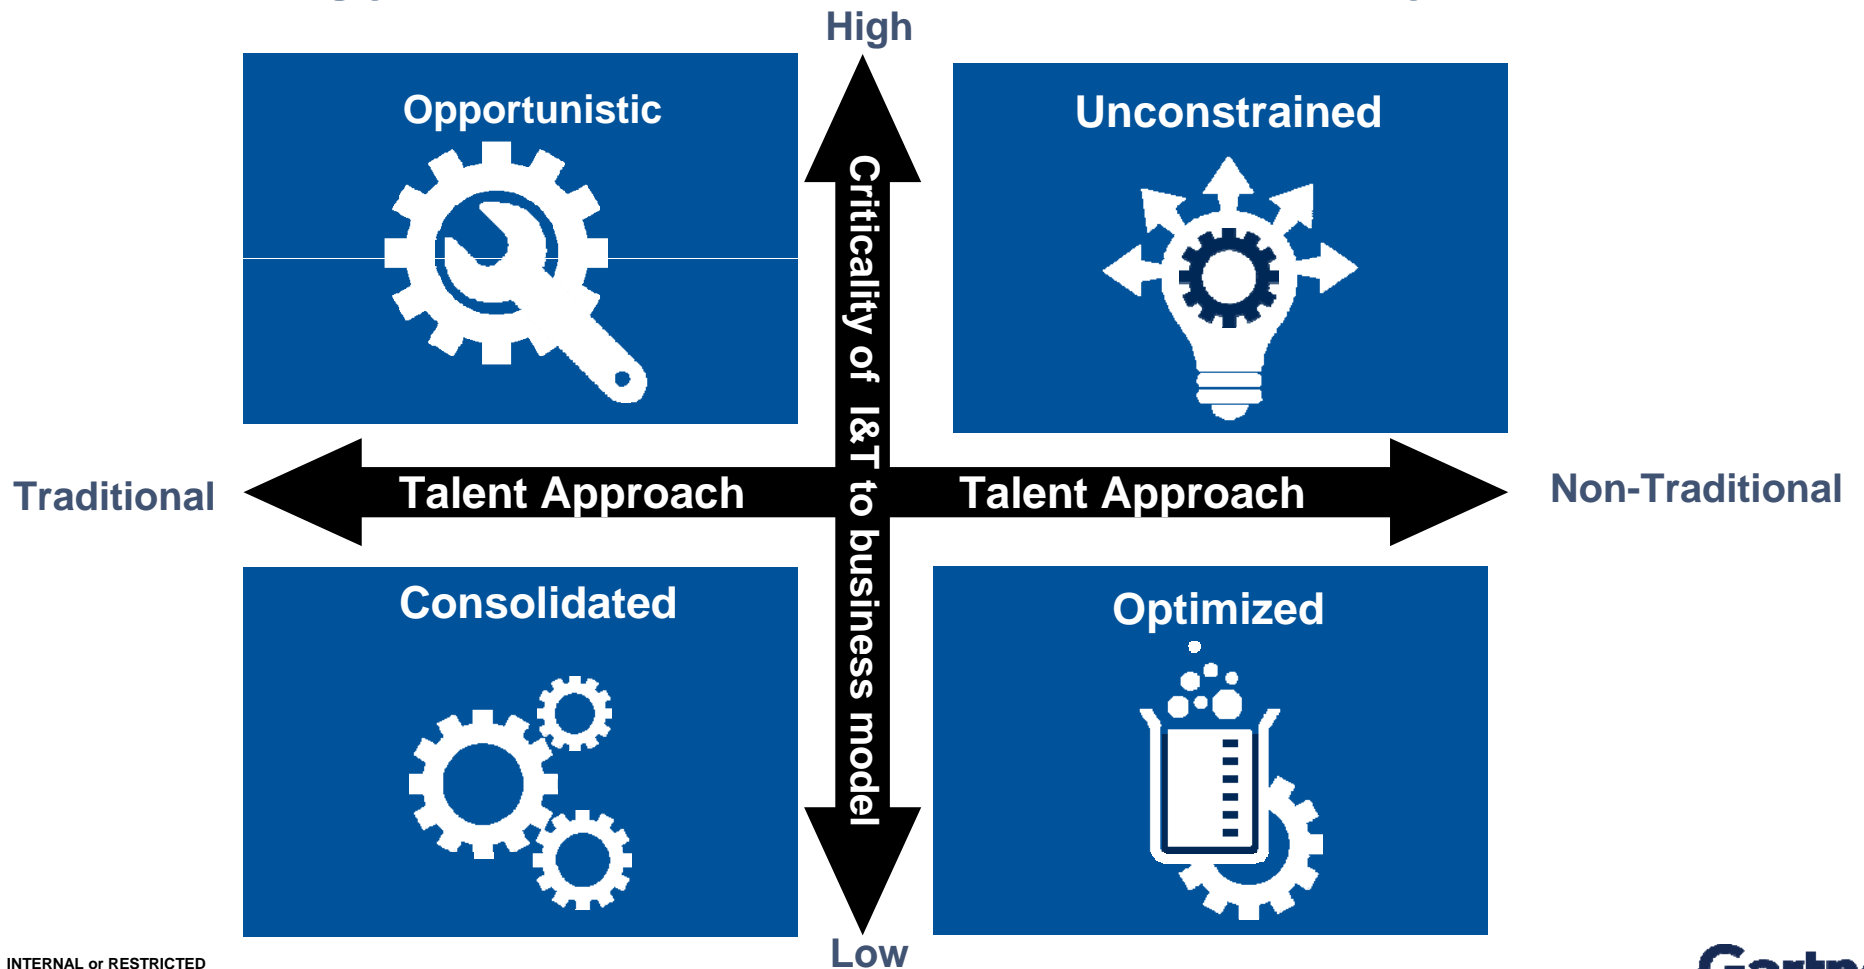 High
Opportunistic
Unconstrained
Criticality of I&T to business model
Traditional
Talent Approach
Talent Approach
Non-Traditional
Consolidated
Optimized
Low
INTERNAL or RESTRICTED